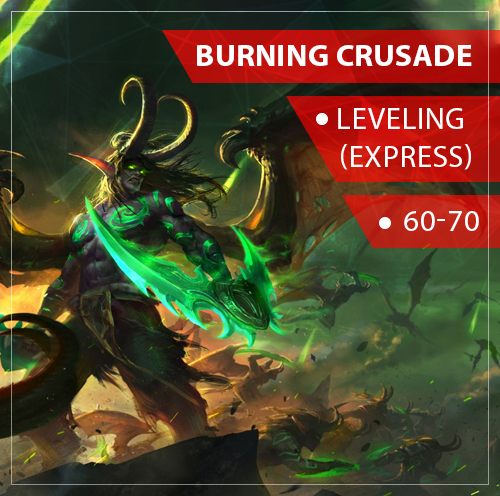 BURNING CRUSADE
• LEVELING
(EXPRESS)
• 60-70